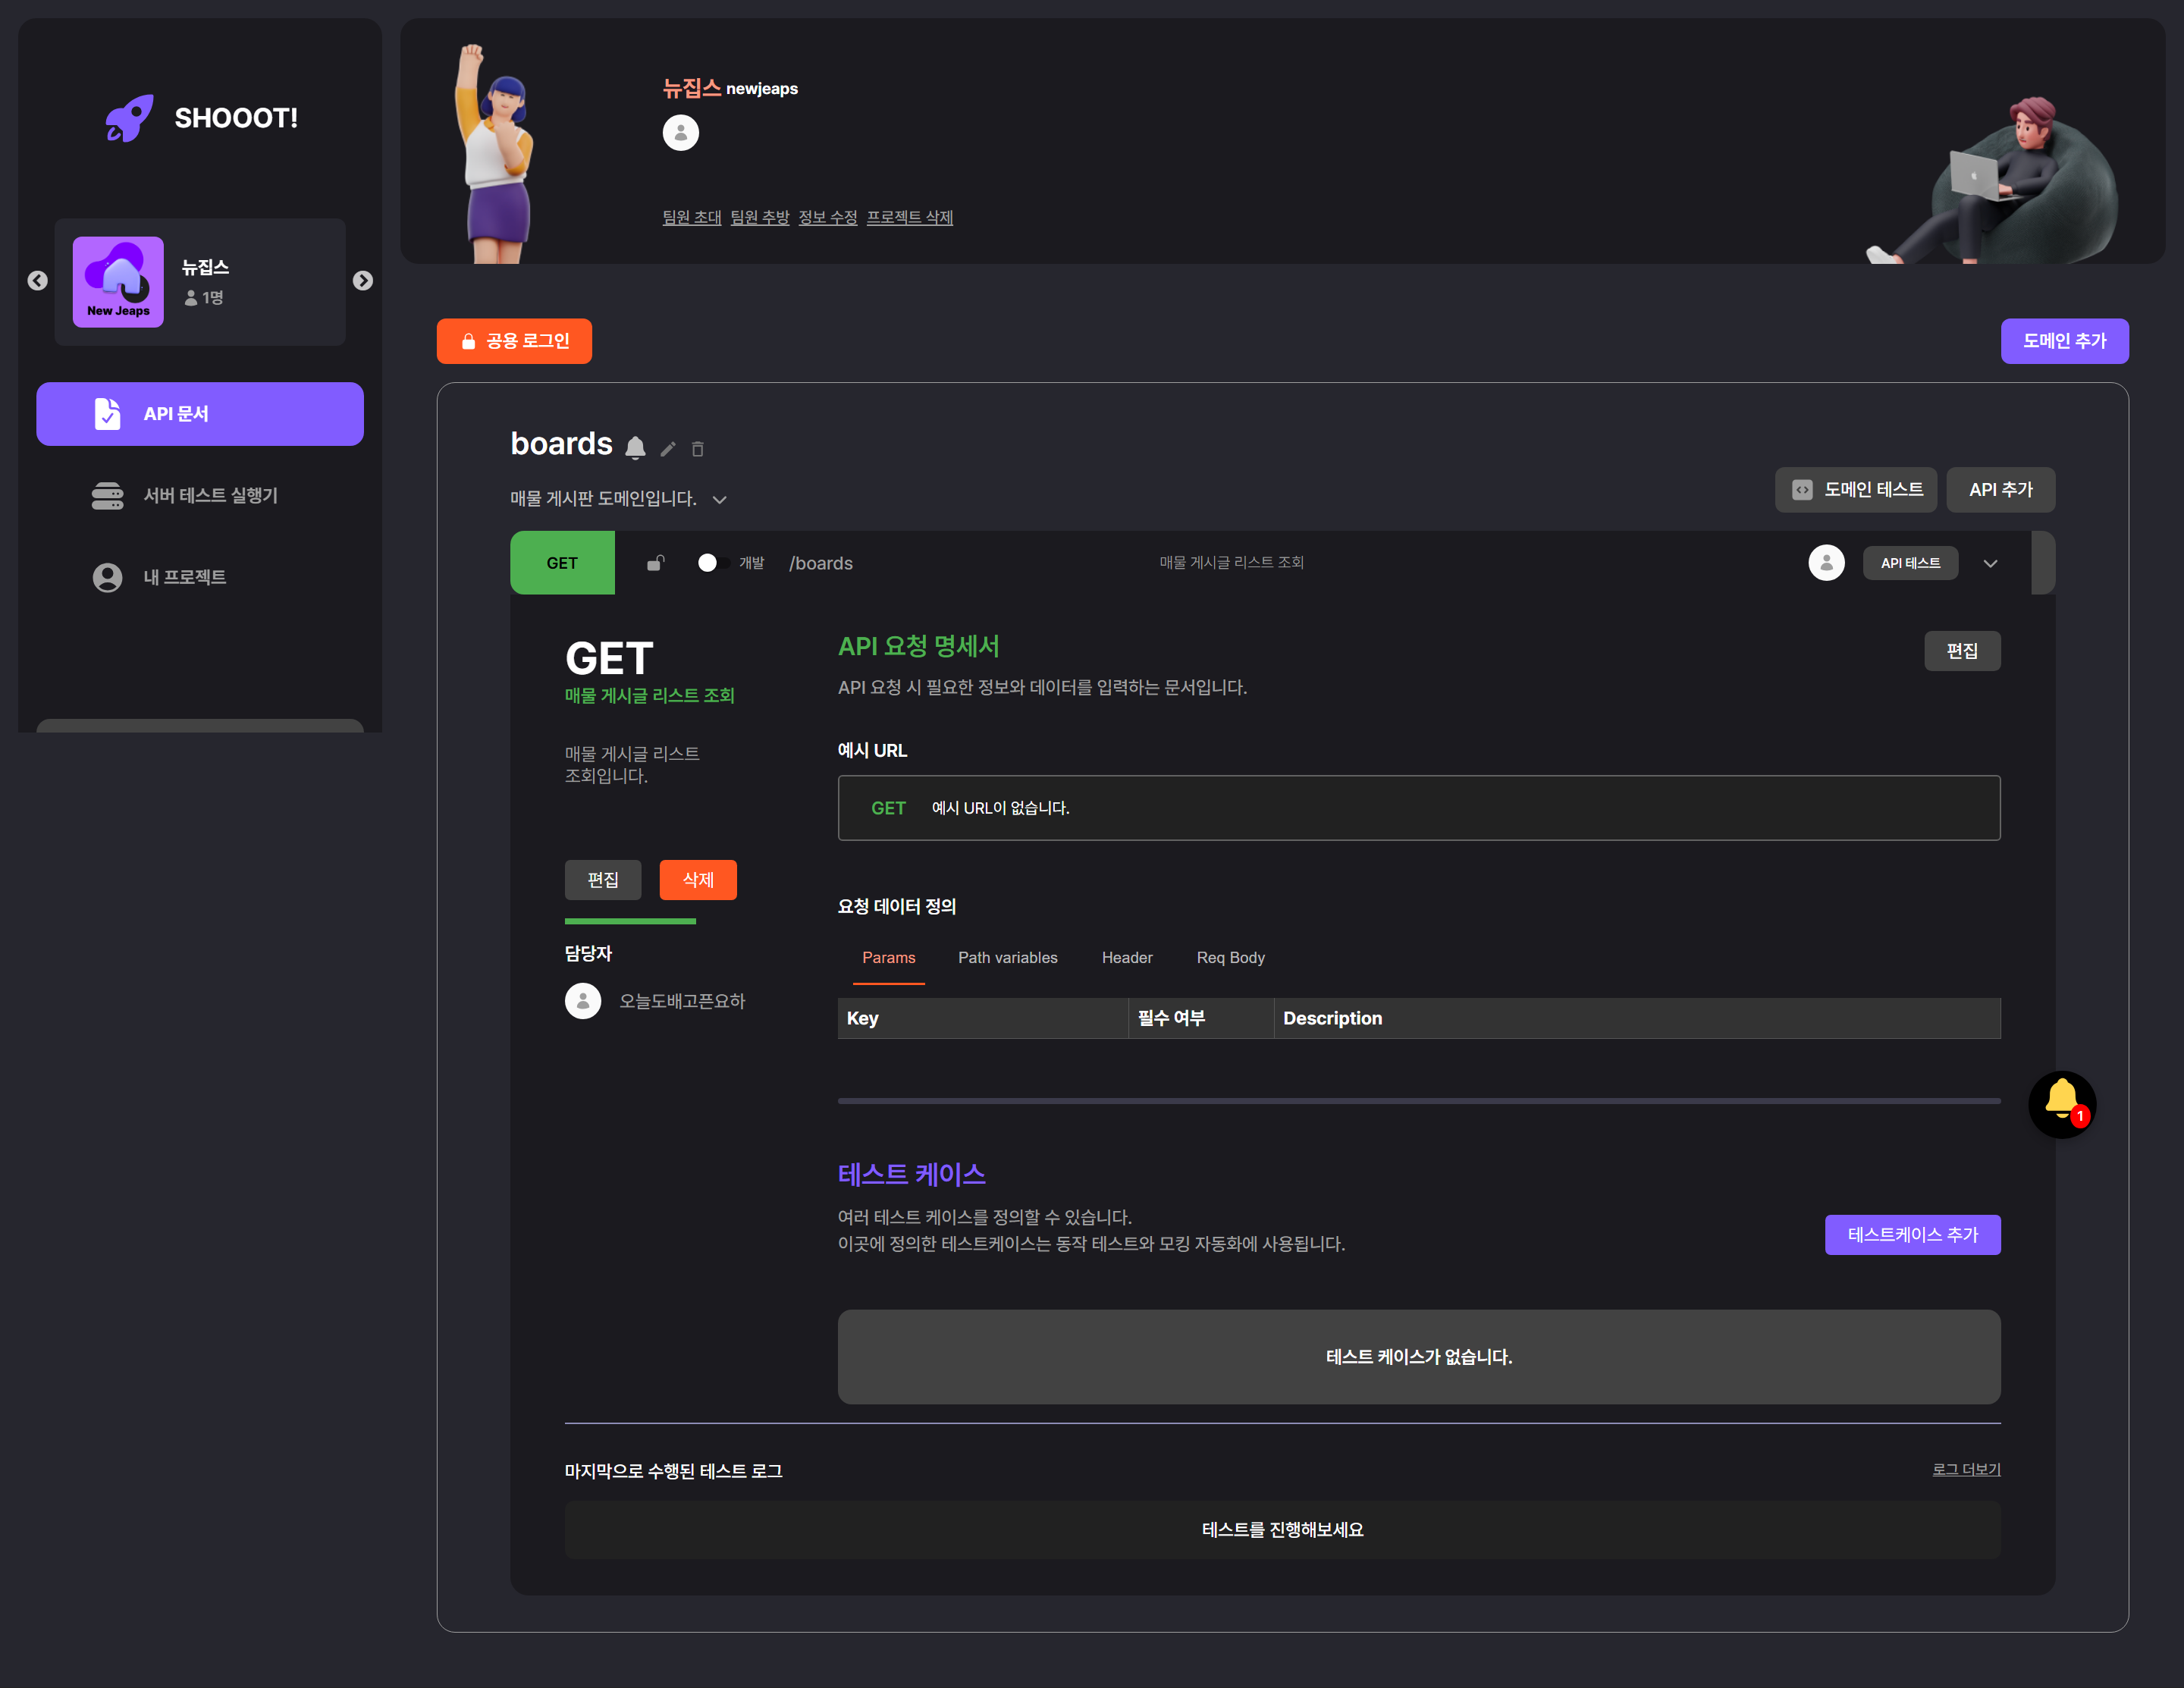 SHOOOT!
New Jeaps
뉴집스
1명
API 문서
서버 테스트 실행기
내 프로젝트
뉴집스 newjeaps
팀원 초대 팀원 추방 정보 수정 프로젝트 삭제
공용 로그인
도메인 추가
boards
매물 게시판 도메인입니다.
도메인 테스트
API 추가
GET
개발
/boards
매물 게시글 리스트 조회
API 테스트
GET
매물 게시글 리스트 조회
매물 게시글 리스트
조회입니다.
편집
삭제
담당자
오늘도배고픈요하
API 요청 명세서
편집
API 요청 시 필요한 정보와 데이터를 입력하는 문서입니다.
예시 URL
GET 예시 URL이 없습니다.
요청 데이터 정의
Params Path variables Header Req Body
Key 필수 여부 Description
1
테스트 케이스
여러 테스트 케이스를 정의할 수 있습니다.
이곳에 정의한 테스트케이스는 동작 테스트와 모킹 자동화에 사용됩니다.
테스트케이스 추가
테스트 케이스가 없습니다.
마지막으로 수행된 테스트 로그
로그 더보기
테스트를 진행해보세요